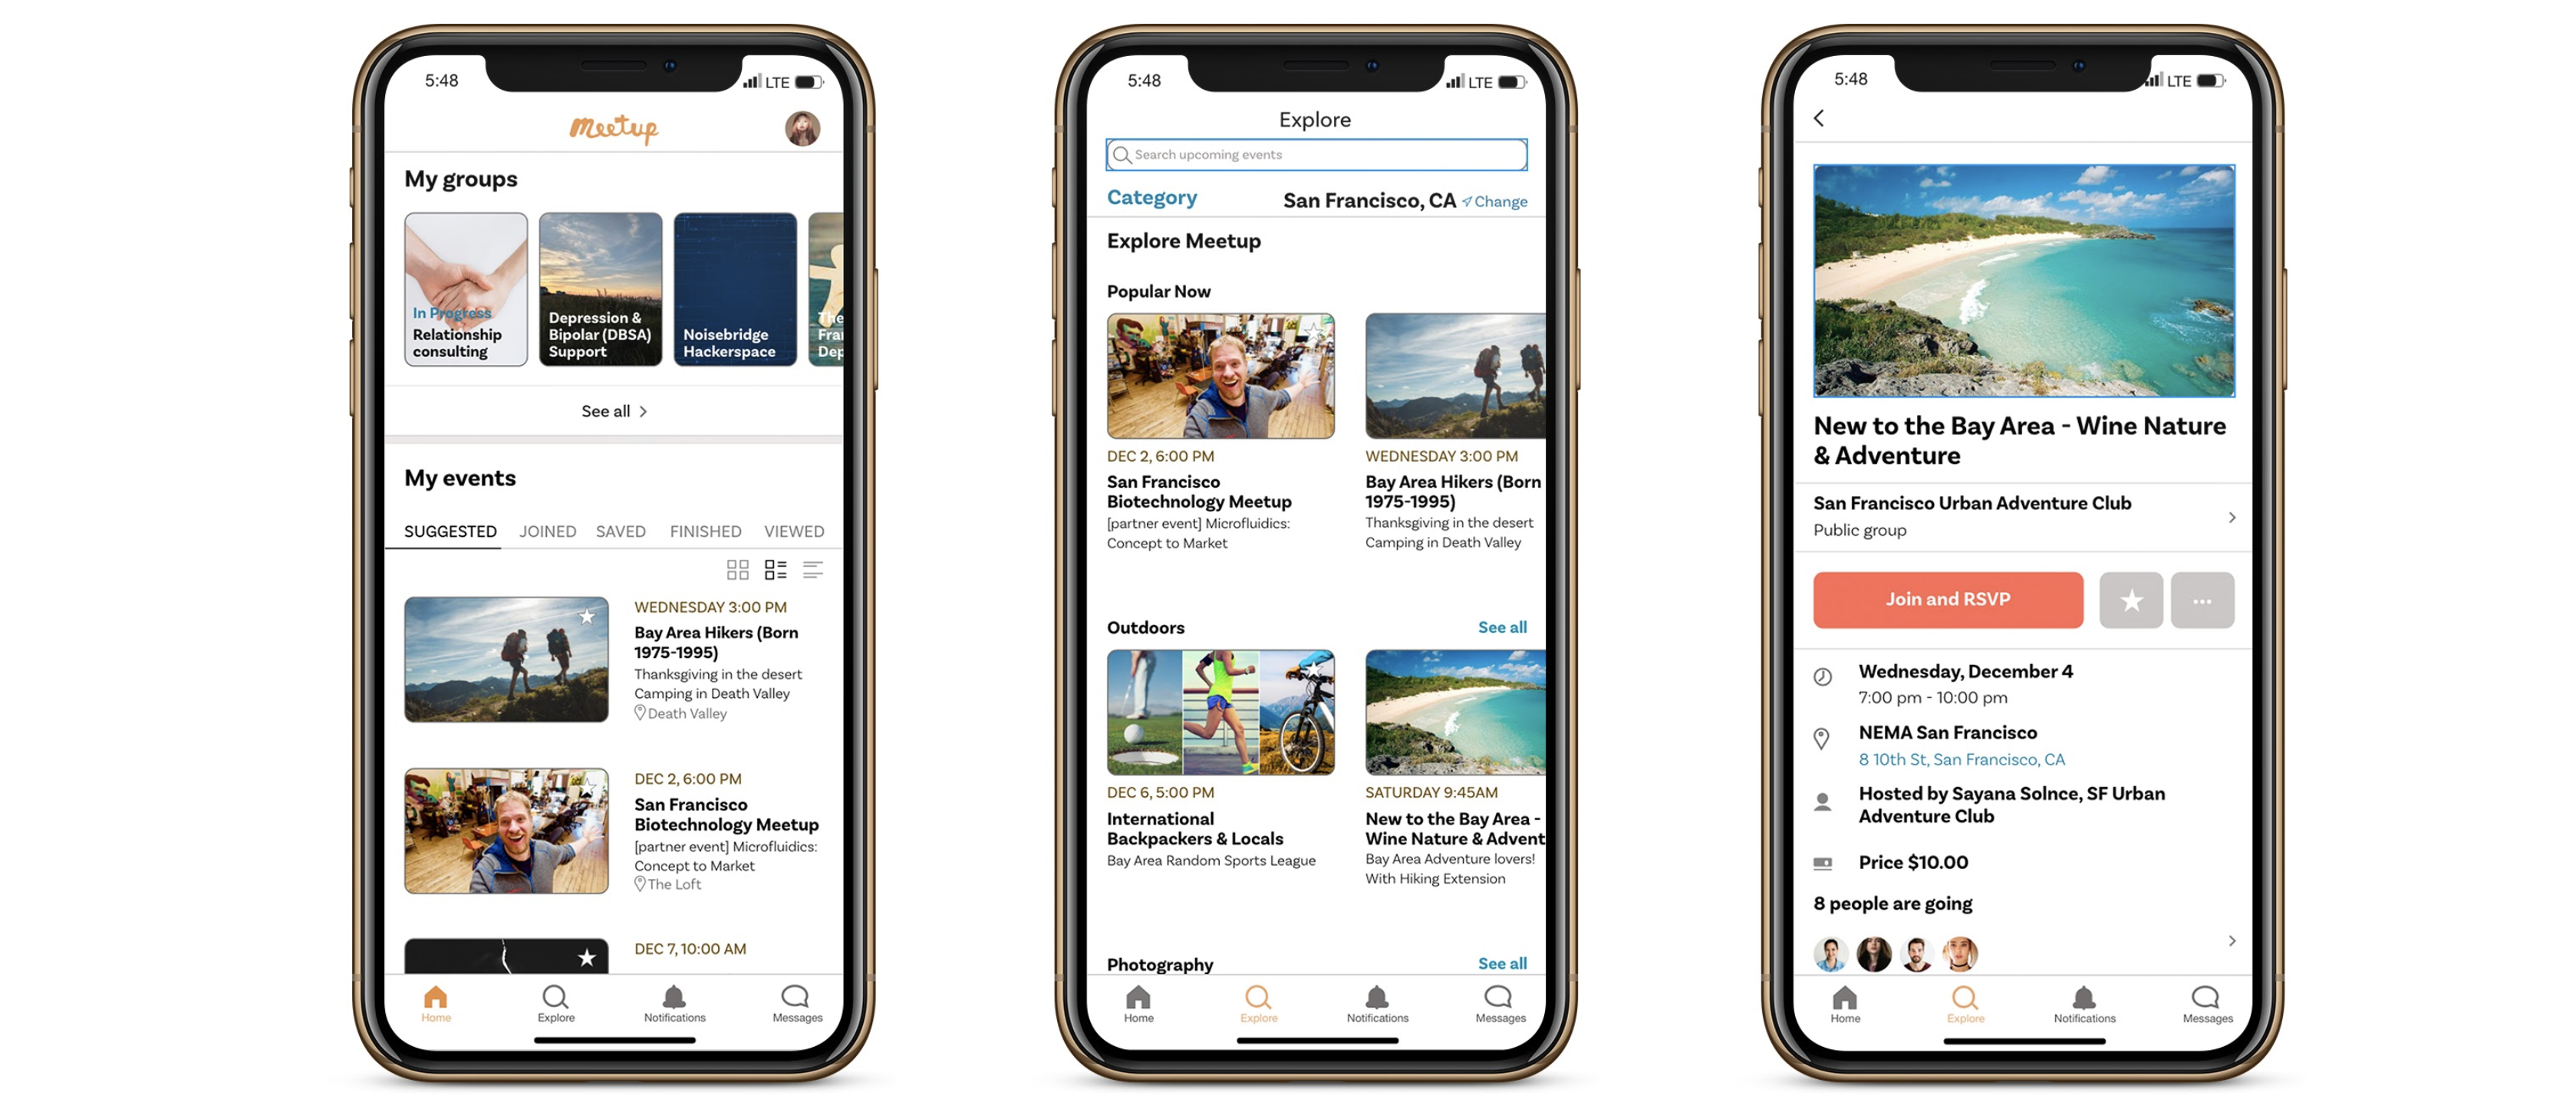 5:48
LTE
meetup
My groups
In Progress
Relationship
consulting
Depression &
Bipolar (DBSA)
Support
Noisebridge
Hackerspace
The
Fra
Dep
See all
My events
SUGGESTED JOINED SAVED FINISHED VIEWED
WEDNESDAY 3:00 PM
Bay Area Hikers (Born
1975-1995)
Thanksgiving in the desert
Camping in Death Valley
Death Valley
DEC 2, 6:00 PM
San Francisco
Biotechnology Meetup
[partner event] Microfluidics:
Concept to Market
The Loft
DEC 7, 10:00 AM
Home Explore Notifications Messages
5:48
LTE
Explore
Search upcoming events
Category San Francisco, CA Change
Explore Meetup
Popular Now
DEC 2, 6:00 PM
San Francisco
Biotechnology Meetup
[partner event] Microfluidics:
Concept to Market
WEDNESDAY 3:00 PM
Bay Area Hikers (Born
1975-1995)
Thanksgiving in the desert
Camping in Death Valley
Outdoors See all
DEC 6, 5:00 PM
International
Backpackers & Locals
Bay Area Random Sports League
SATURDAY 9:45AM
New to the Bay Area -
Wine Nature & Advent
Bay Area Adventure lovers!
With Hiking Extension
Photography See all
Home Explore Notifications Messages
5:48
LTE
New to the Bay Area - Wine Nature
& Adventure
San Francisco Urban Adventure Club
Public group
Join and RSVP
Wednesday, December 4
7:00 pm - 10:00 pm
NEMA San Francisco
8 10th St, San Francisco, CA
Hosted by Sayana Solnce, SF Urban
Adventure Club
Price $10.00
8 people are going
Home Explore Notifications Messages